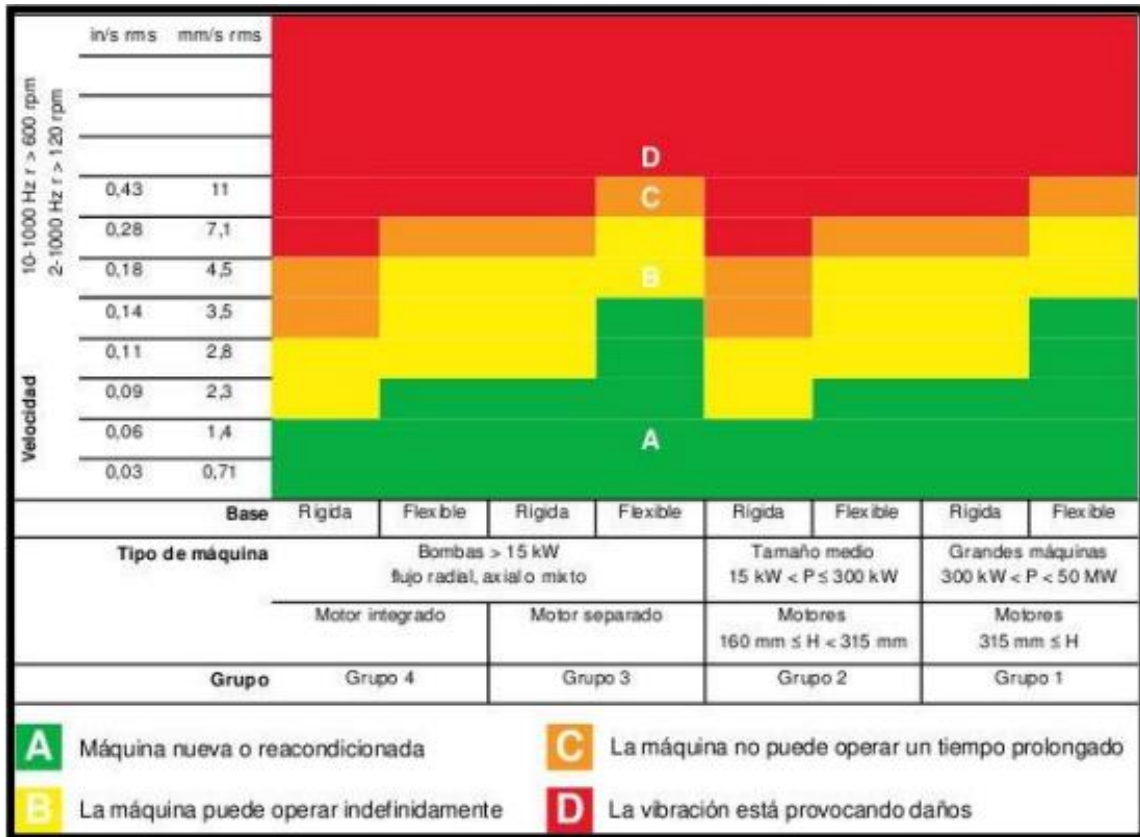 in/s rms mm/s rms
10-1000 Hz r > 600 rpm
2-1000 Hz r > 120 rpm
Velocidad
D
0,43 11
C
0,28 7,1
0,18 4,5
B
0,14 3,5
0,11 2,8
0,09 2,3
0,06 1,4
A
0,03 0,71
Base Rígida Flexible Rígida Flexible Rígida Flexible Rígida Flexible
Tipo de máquina Bombas > 15 kW Tamaño medio Grandes máquinas
flujo radial, axial o mixto 15 kW < P ≤ 300 kW 300 kW < P < 50 MW
Motor integrado Motor separado Motores Motores
160 mm ≤ H < 315 mm 315 mm ≤ H
Grupo Grupo 4 Grupo 3 Grupo 2 Grupo 1
A Máquina nueva o reacondicionada C La máquina no puede operar un tiempo prolongado
B La máquina puede operar indefinidamente D La vibración está provocando daños